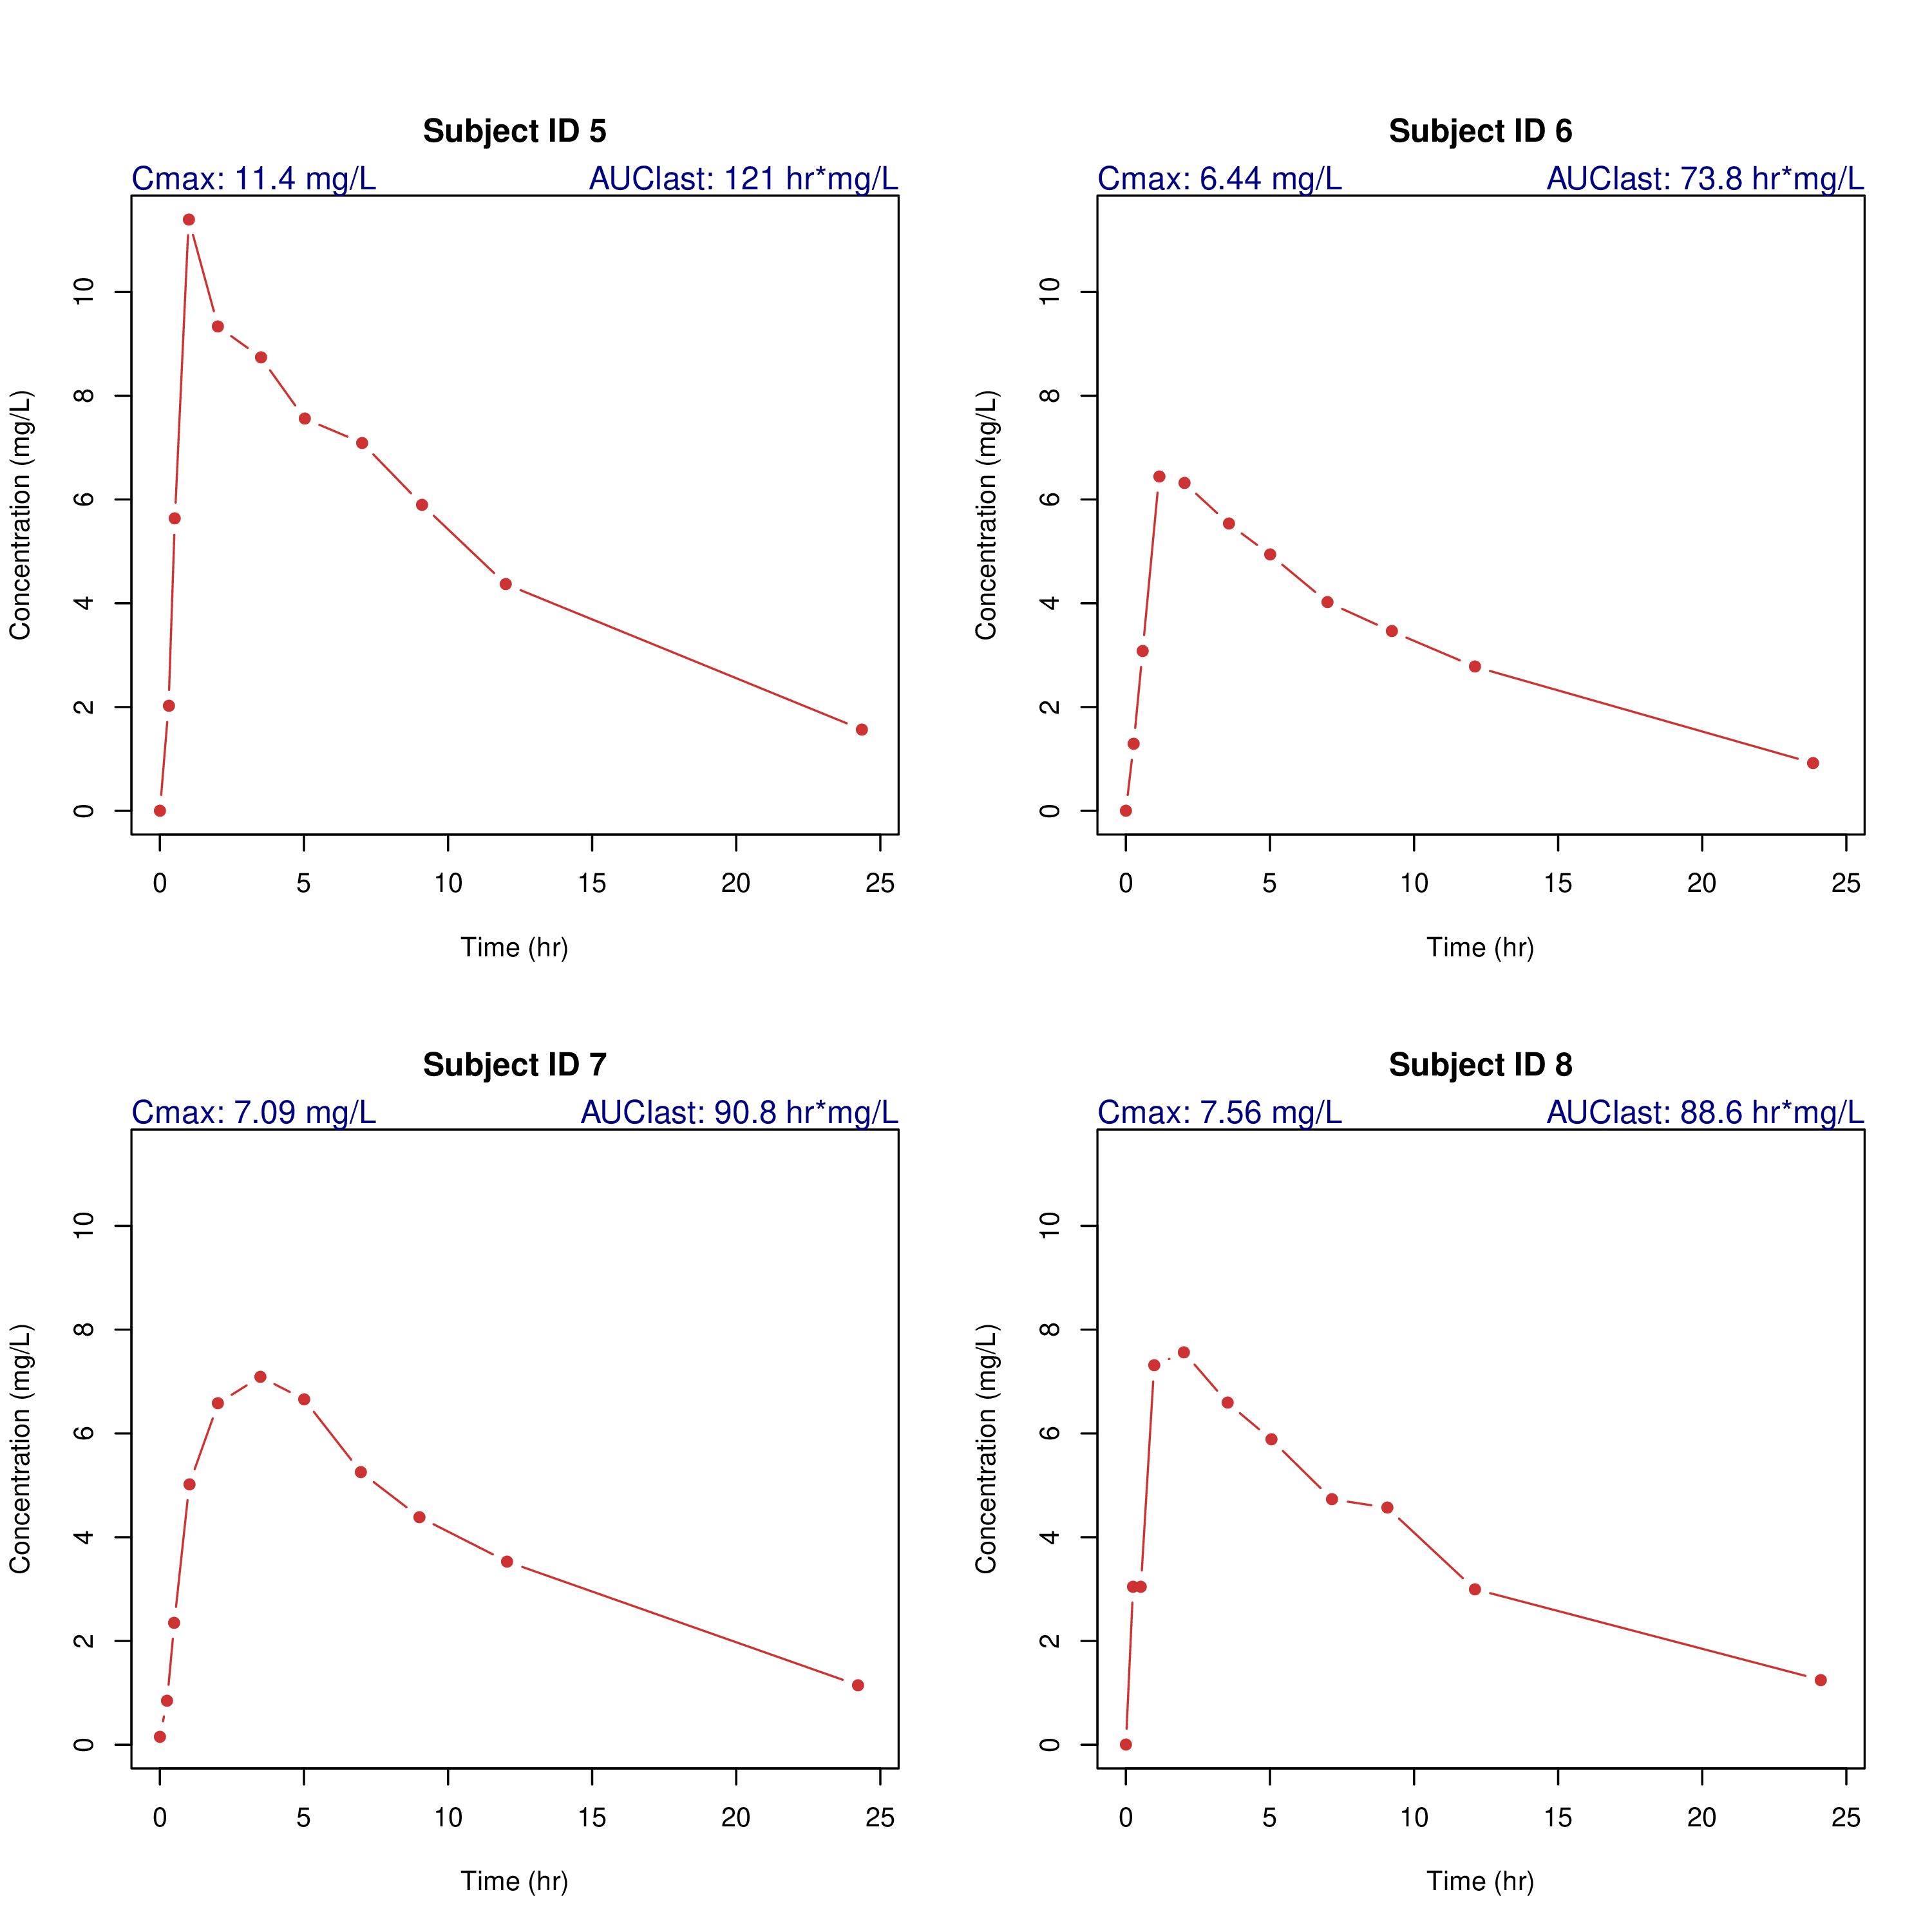 Subject ID 5
Cmax: 11.4 mg/L AUClast: 121 hr*mg/L
Concentration (mg/L)
0 2 4 6 8 10
0 5 10 15 20 25
Time (hr)
Subject ID 6
Cmax: 6.44 mg/L AUClast: 73.8 hr*mg/L
Concentration (mg/L)
0 2 4 6 8 10
0 5 10 15 20 25
Time (hr)
Subject ID 7
Cmax: 7.09 mg/L AUClast: 90.8 hr*mg/L
Concentration (mg/L)
0 2 4 6 8 10
0 5 10 15 20 25
Time (hr)
Subject ID 8
Cmax: 7.56 mg/L AUClast: 88.6 hr*mg/L
Concentration (mg/L)
0 2 4 6 8 10
0 5 10 15 20 25
Time (hr)